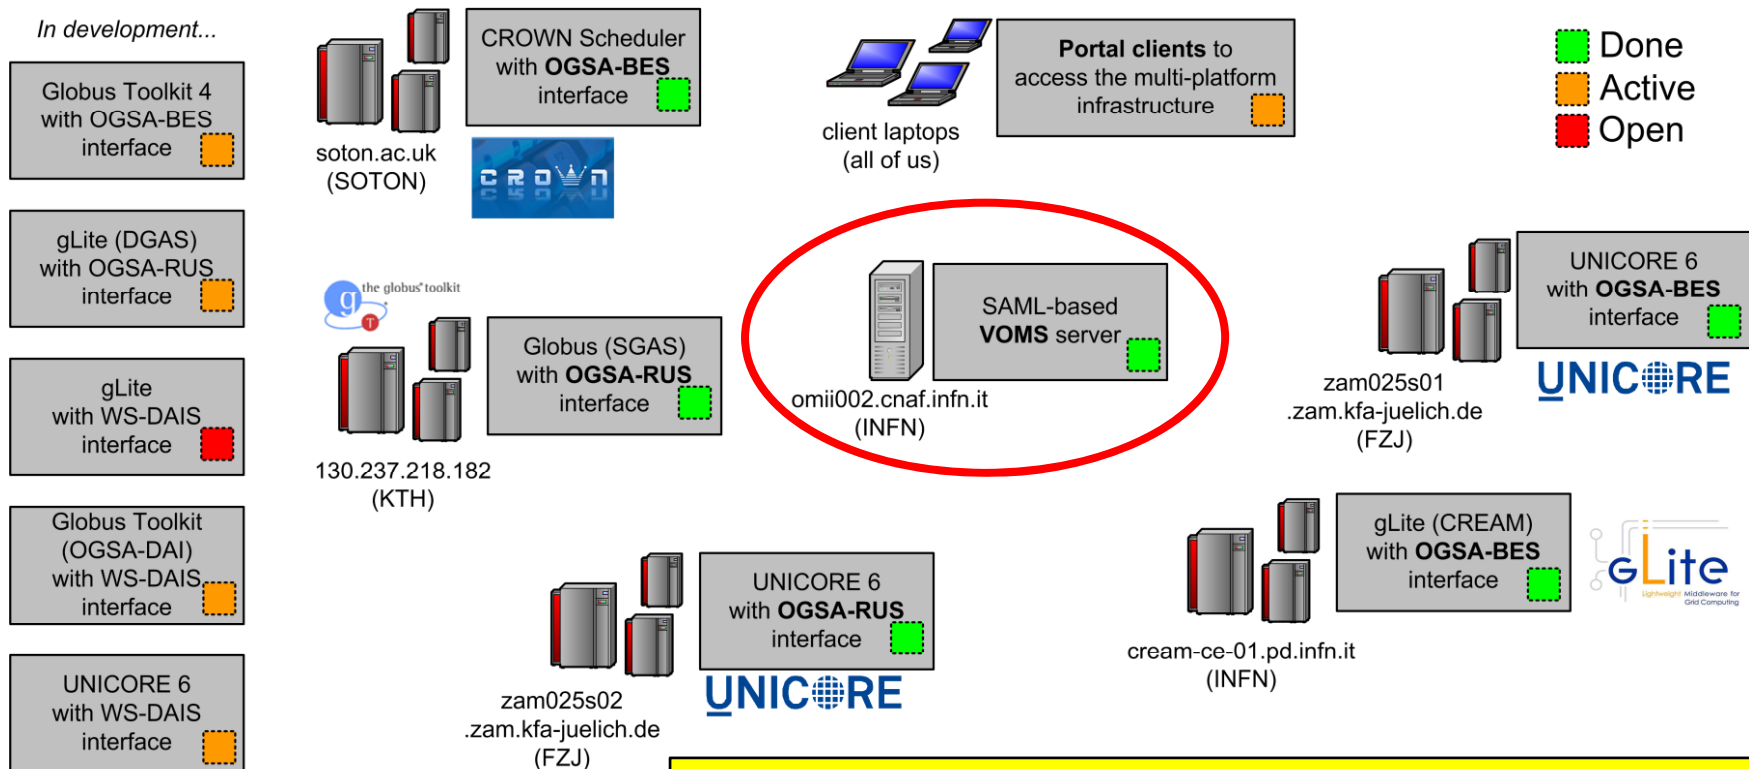 In development...
Globus Toolkit 4
with OGSA-BES
interface
gLite (DGAS)
with OGSA-RUS
interface
gLite
with WS-DAIS
interface
Globus Toolkit
(OGSA-DAI)
with WS-DAIS
interface
UNICORE 6
with WS-DAIS
interface
CROWN Scheduler
with OGSA-BES
interface
soton.ac.uk
(SOTON)
CROWN
client laptops
(all of us)
Portal clients to
access the multi-platform
infrastructure
Done
Active
Open
the globus toolkit
g
T
Globus (SGAS)
with OGSA-RUS
interface
130.237.218.182
(KTH)
SAML-based
VOMS server
omii002.cnaf.infn.it
(INFN)
UNICORE 6
with OGSA-BES
interface
zam025s01
.zam.kfa-juelich.de
(FZJ)
UNICORE
UNICORE 6
with OGSA-RUS
interface
zam025s02
.zam.kfa-juelich.de
(FZJ)
UNICORE
gLite (CREAM)
with OGSA-BES
interface
cream-ce-01.pd.infn.it
(INFN)
gLite
Lightweight Middleware for
Grid Computing